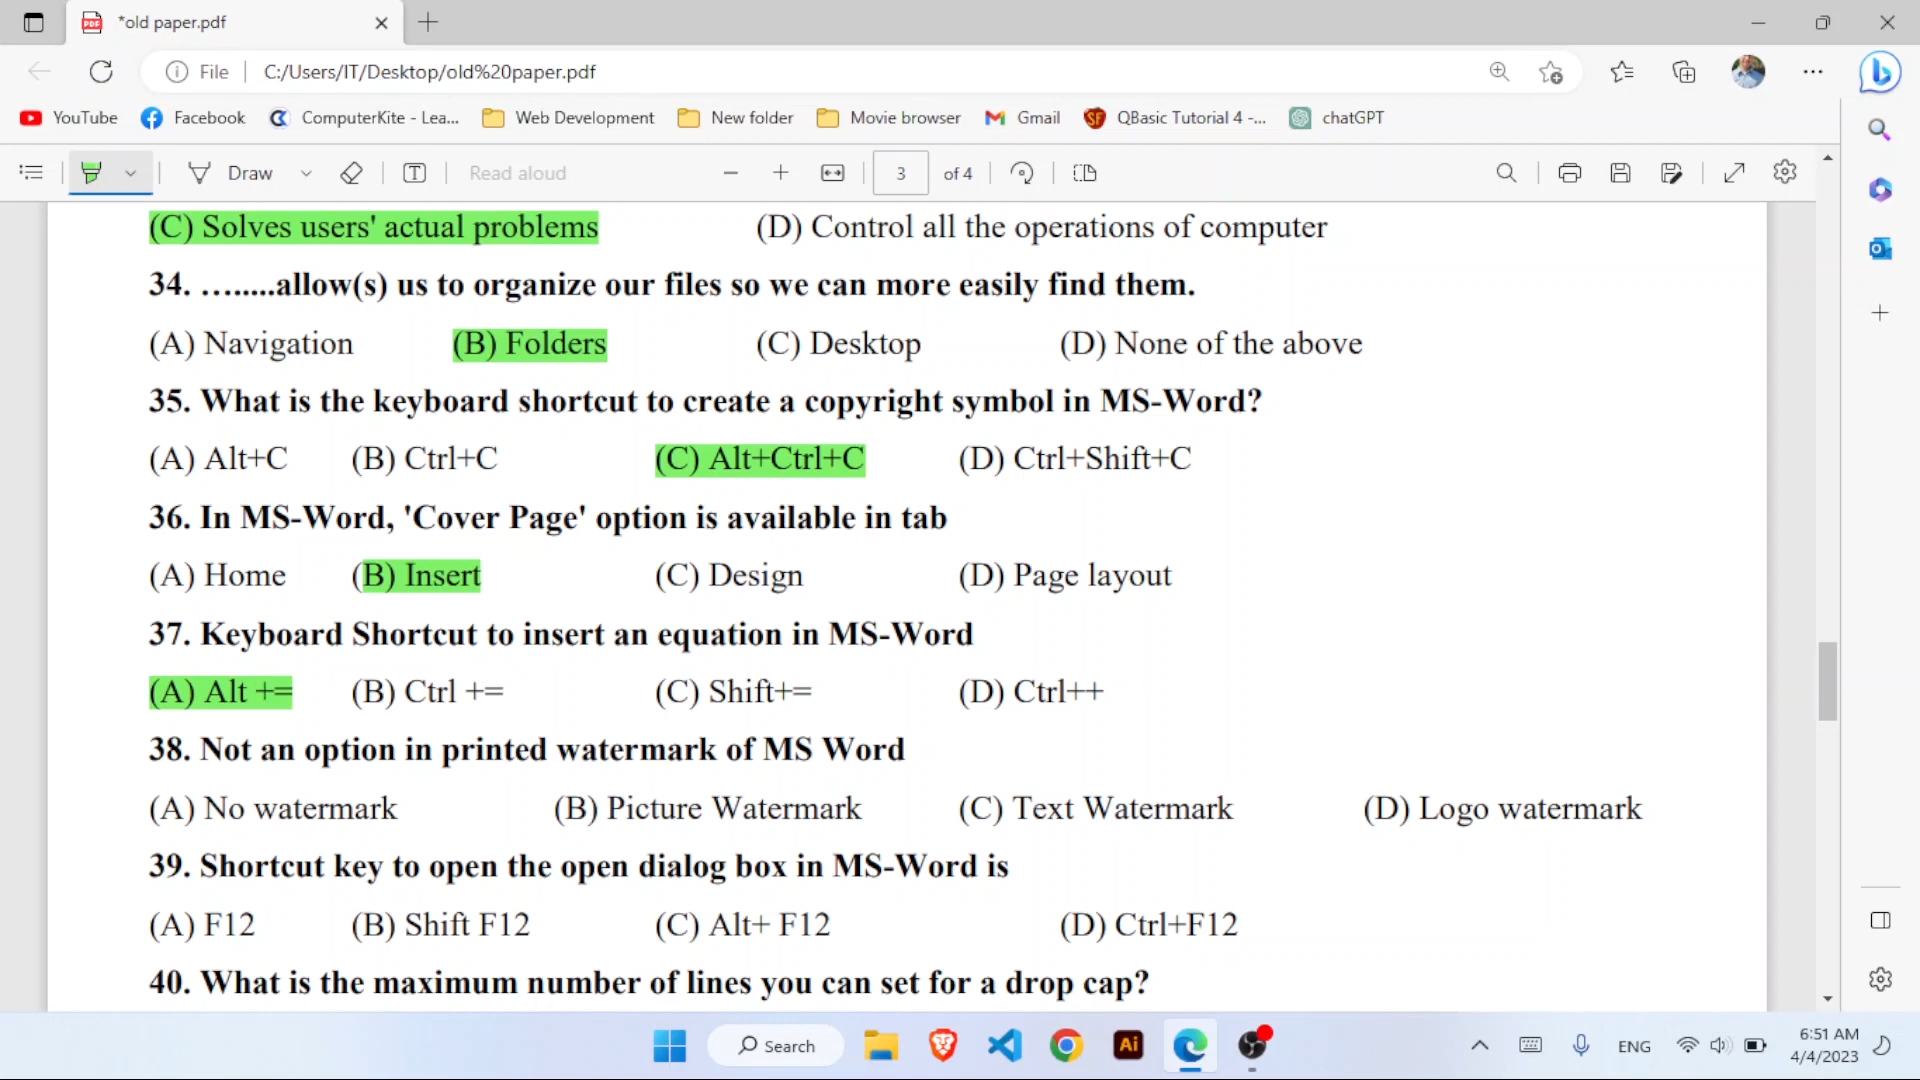 *old paper.pdf
File
C:/Users/IT/Desktop/old%20paper.pdf
YouTube
Facebook
ComputerKite - Lea...
Web Development
New folder
Movie browser
Gmail
QBasic Tutorial 4 -...
chatGPT
Draw
Read aloud
3 of 4
(C) Solves users' actual problems (D) Control all the operations of computer
34. ….....allow(s) us to organize our files so we can more easily find them.
(A) Navigation (B) Folders (C) Desktop (D) None of the above
35. What is the keyboard shortcut to create a copyright symbol in MS-Word?
(A) Alt+C (B) Ctrl+C (C) Alt+Ctrl+C (D) Ctrl+Shift+C
36. In MS-Word, 'Cover Page' option is available in tab
(A) Home (B) Insert (C) Design (D) Page layout
37. Keyboard Shortcut to insert an equation in MS-Word
(A) Alt += (B) Ctrl += (C) Shift+= (D) Ctrl++
38. Not an option in printed watermark of MS Word
(A) No watermark (B) Picture Watermark (C) Text Watermark (D) Logo watermark
39. Shortcut key to open the open dialog box in MS-Word is
(A) F12 (B) Shift F12 (C) Alt+ F12 (D) Ctrl+F12
40. What is the maximum number of lines you can set for a drop cap?
Search
Ai
ENG
6:51 AM
4/4/2023